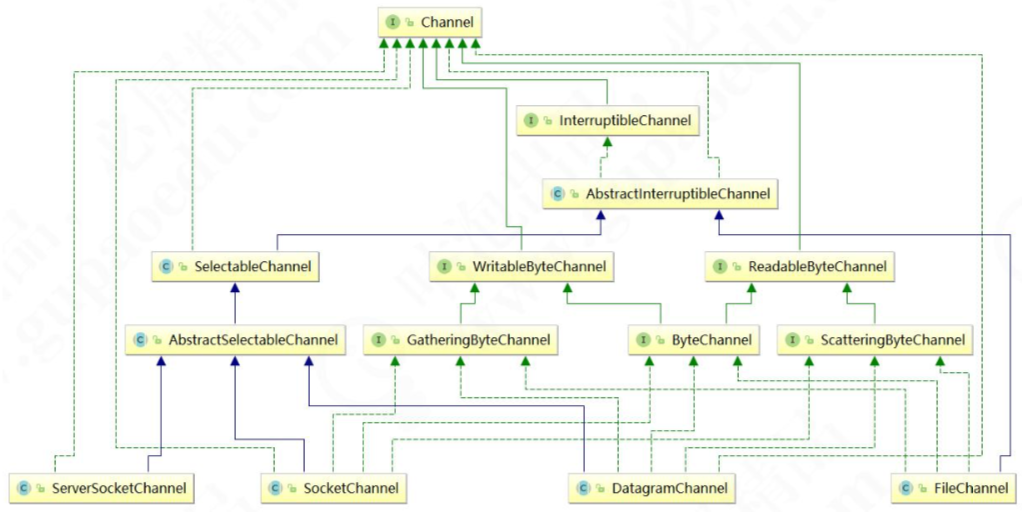 I Channel
I InterruptibleChannel
C AbstractInterruptibleChannel
C SelectableChannel
I WritableByteChannel
I ReadableByteChannel
C AbstractSelectableChannel
I GatheringByteChannel
I ByteChannel
I ScatteringByteChannel
C ServerSocketChannel
C SocketChannel
C DatagramChannel
C FileChannel